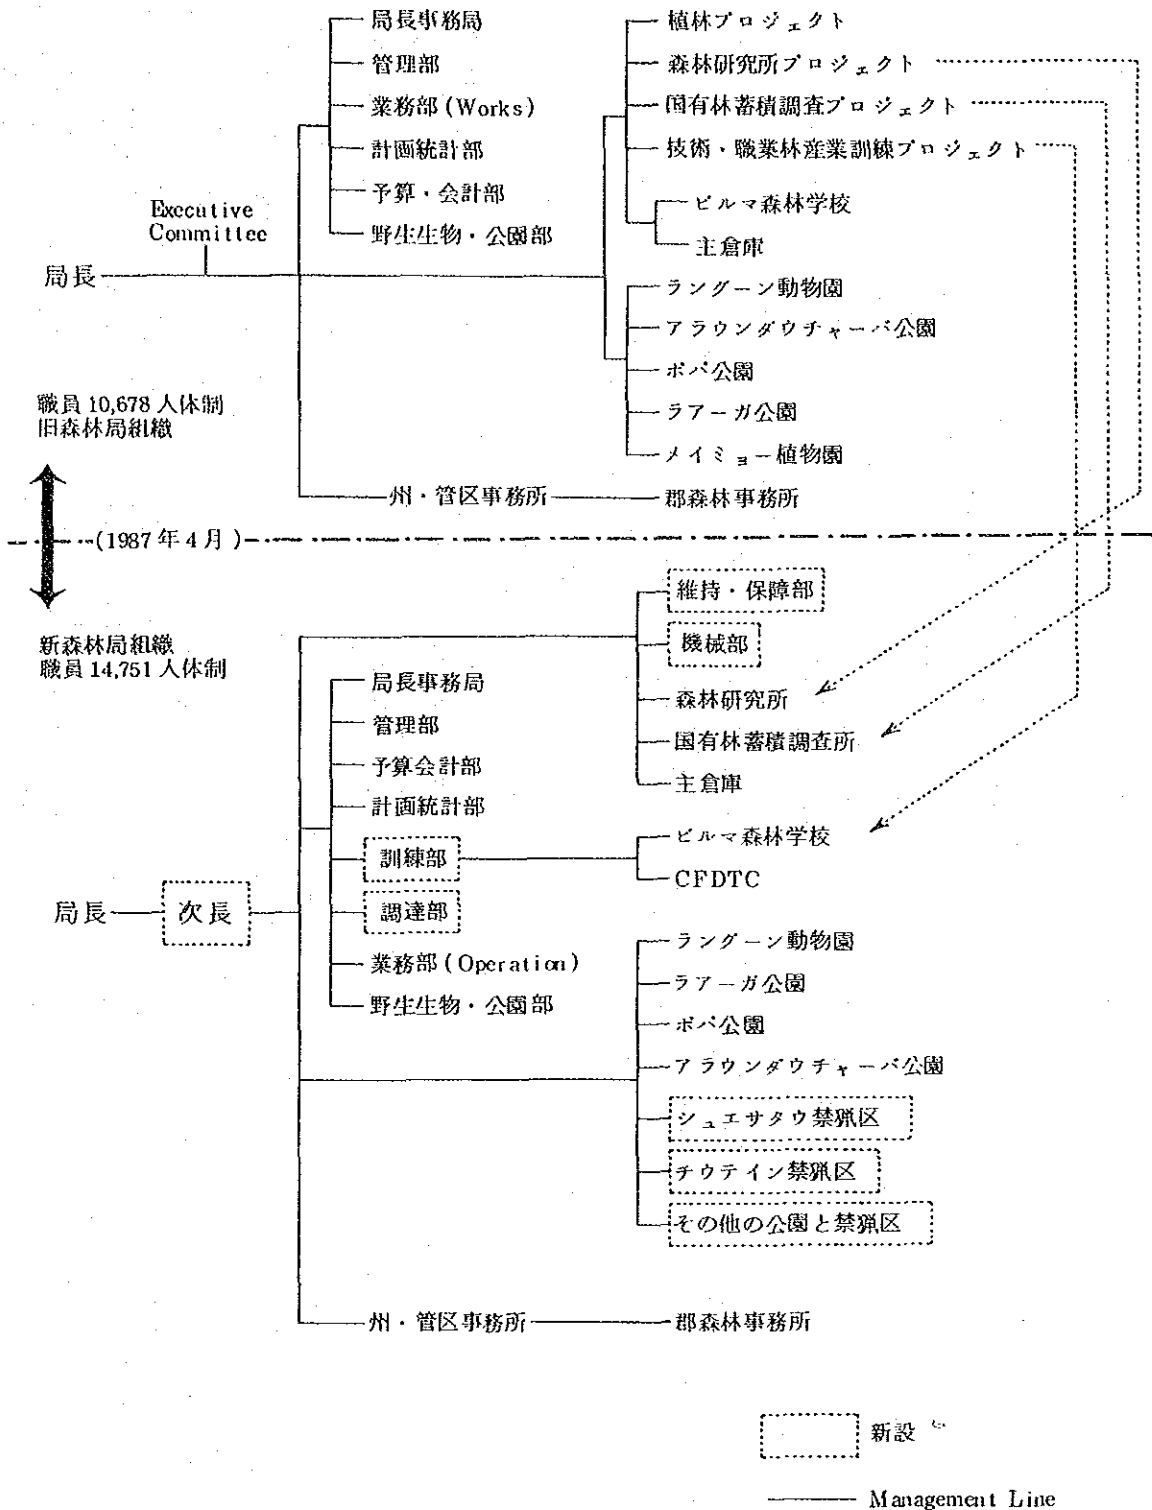 局長事務局
管理部
業務部(Works)
計画統計部
予算・会計部
野生生物・公園部
植林プロジェクト
森林研究所プロジェクト
国有林蓄積調査プロジェクト
技術・職業林産業訓練プロジェクト
ビルマ森林学校
主倉庫
Executive
Committee
局長
ラングーン動物園
アラウンダウチャーバ公園
ポパ公園
ラアーガ公園
メイミョー植物園
州・管区事務所
郡森林事務所
職員10,678人体制
旧森林局組織
(1987年4月)
新森林局組織
職員14,751人体制
維持・保障部
機械部
森林研究所
国有林蓄積調査所
主倉庫
局長事務局
管理部
予算会計部
計画統計部
訓練部
調達部
業務部(Operation)
野生生物・公園部
ビルマ森林学校
CFDTC
局長
次長
ラングーン動物園
ラアーガ公園
ポパ公園
アラウンダウチャーバ公園
シュエサタウ禁猟区
チウテイン禁猟区
その他の公園と禁猟区
州・管区事務所
郡森林事務所
新設
Management Line